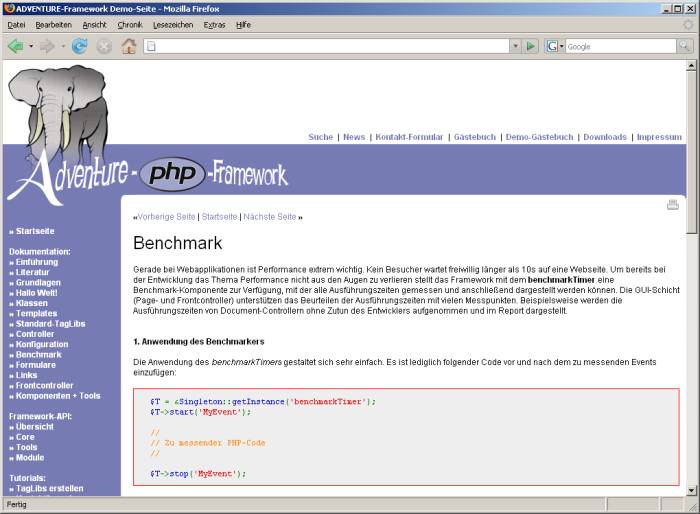 ADVENTURE-Framework Demo-Seite - Mozilla Firefox
Datei Bearbeiten Ansicht Chronik Lesezeichen Extras Hilfe
Google
Suche | News | Kontakt-Formular | Gästebuch | Demo-Gästebuch | Downloads | Impressum
Adventure - php -Framework
«Vorherige Seite | Startseite | Nächste Seite »
» Startseite
Dokumentation:
» Einführung
» Literatur
» Grundlagen
» Hallo Welt!
» Klassen
» Templates
» Standard-TagLibs
» Controller
» Konfiguration
» Benchmark
» Formulare
» Links
» Frontcontroller
» Komponenten + Tools
Framework-API:
» Übersicht
» Core
» Tools
» Module
Tutorials:
» TagLibs erstellen
Benchmark
Gerade bei Webapplikationen ist Performance extrem wichtig. Kein Besucher wartet freiwillig länger als 10s auf eine Webseite. Um bereits bei
der Entwicklung das Thema Performance nicht aus den Augen zu verlieren stellt das Framework mit dem benchmarkTimer eine
Benchmark-Komponente zur Verfügung, mit der alle Ausführungszeiten gemessen und anschließend dargestellt werden können. Die GUI-Schicht
(Page- und Frontcontroller) unterstützen das Beurteilen der Ausführungszeiten mit vielen Messpunkten. Beispielsweise werden die
Ausführungszeiten von Document-Controllern ohne Zutun des Entwicklers aufgenommen und im Report dargestellt.
1. Anwendung des Benchmarkers
Die Anwendung des benchmarkTimers gestaltet sich sehr einfach. Es ist lediglich folgender Code vor und nach dem zu messenden Events
einzufügen:
$T = &Singleton::getInstance('benchmarkTimer');
$T->start('MyEvent');
//
// Zu messender PHP-Code
//
$T->stop('MyEvent');
Fertig